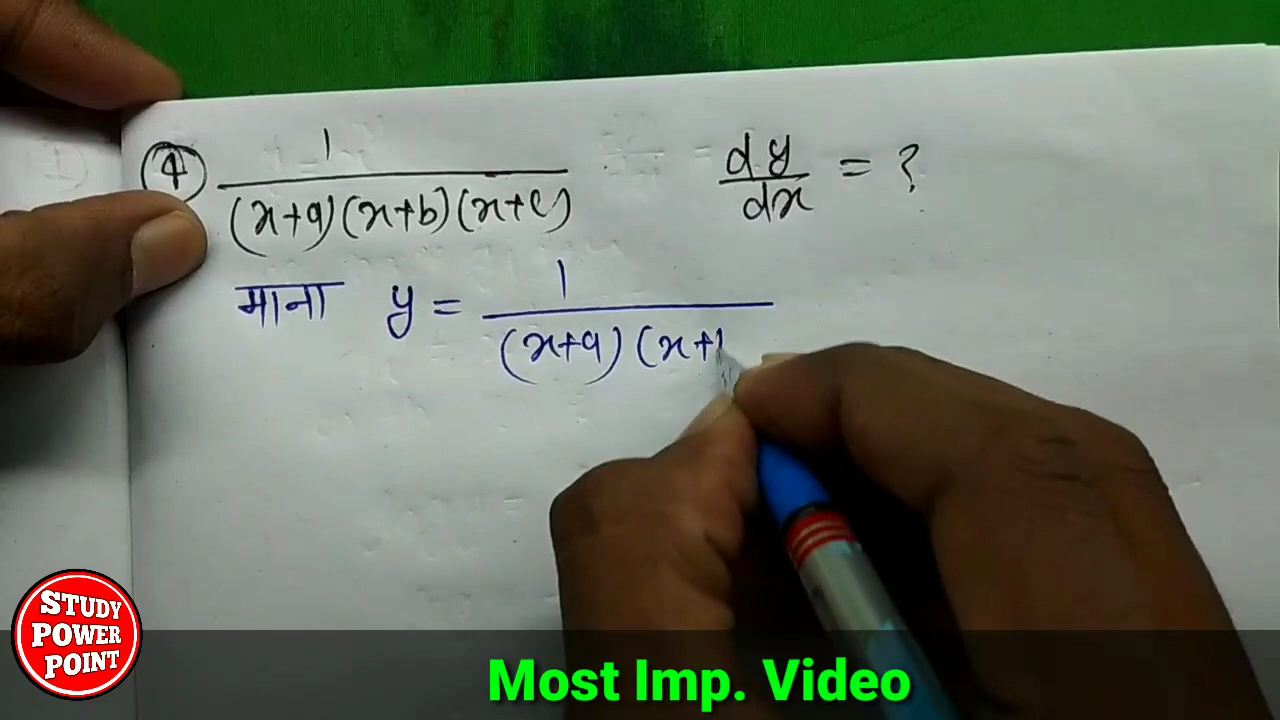 ④ 1/((x+a)(x+b)(x+c)) dy/dx = ?
माना y = 1/((x+a)(x+
STUDY
POWER
POINT
Most Imp. Video